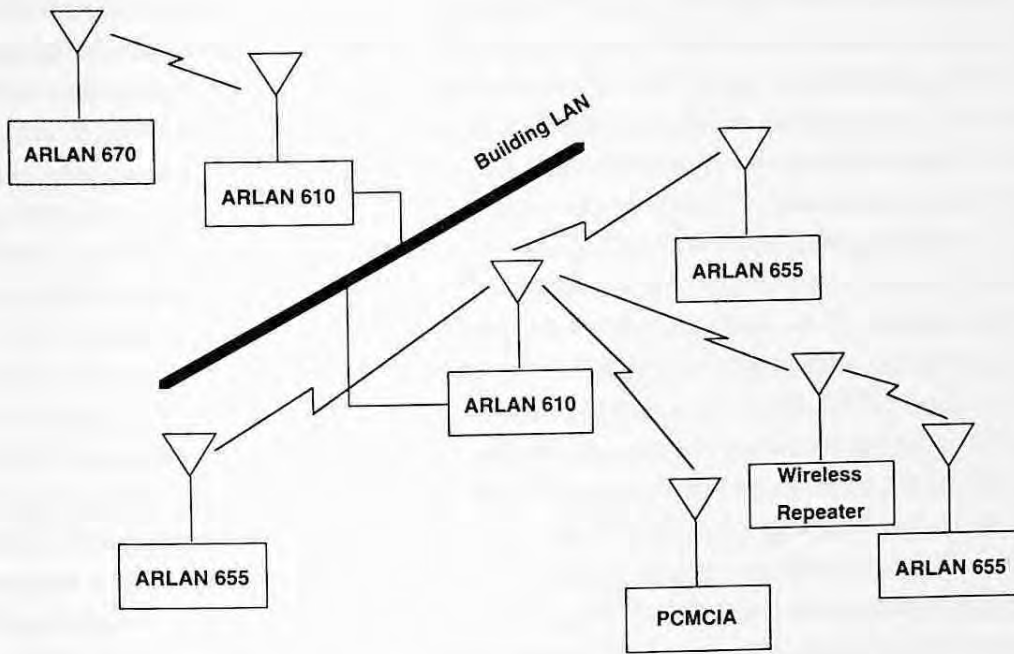 ARLAN 670
ARLAN 610
Building LAN
ARLAN 655
ARLAN 610
Wireless
Repeater
ARLAN 655
ARLAN 655
PCMCIA